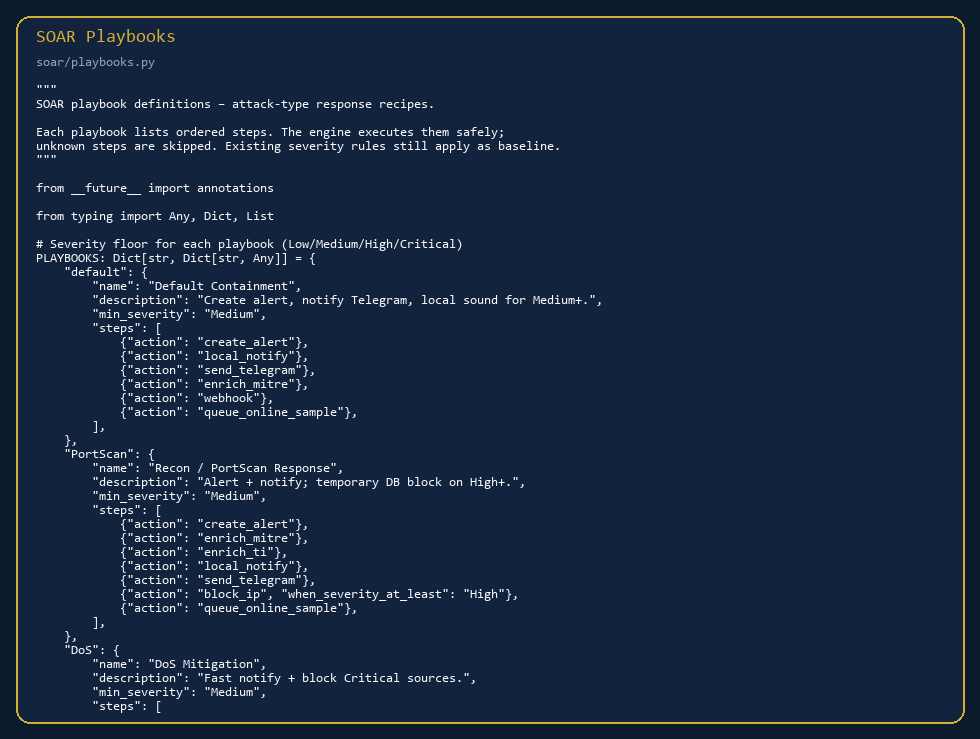 SOAR Playbooks
soar/playbooks.py
"""
SOAR playbook definitions – attack-type response recipes.
Each playbook lists ordered steps. The engine executes them safely;
unknown steps are skipped. Existing severity rules still apply as baseline.
"""
from __future__ import annotations
from typing import Any, Dict, List
# Severity floor for each playbook (Low/Medium/High/Critical)
PLAYBOOKS: Dict[str, Dict[str, Any]] = {
    "default": {
        "name": "Default Containment",
        "description": "Create alert, notify Telegram, local sound for Medium+.",
        "min_severity": "Medium",
        "steps": [
            {"action": "create_alert"},
            {"action": "local_notify"},
            {"action": "send_telegram"},
            {"action": "enrich_mitre"},
            {"action": "webhook"},
            {"action": "queue_online_sample"},
        ],
    },
    "PortScan": {
        "name": "Recon / PortScan Response",
        "description": "Alert + notify; temporary DB block on High+.",
        "min_severity": "Medium",
        "steps": [
            {"action": "create_alert"},
            {"action": "enrich_mitre"},
            {"action": "enrich_ti"},
            {"action": "local_notify"},
            {"action": "send_telegram"},
            {"action": "block_ip", "when_severity_at_least": "High"},
            {"action": "queue_online_sample"},
        ],
    },
    "DoS": {
        "name": "DoS Mitigation",
        "description": "Fast notify + block Critical sources.",
        "min_severity": "Medium",
        "steps": [